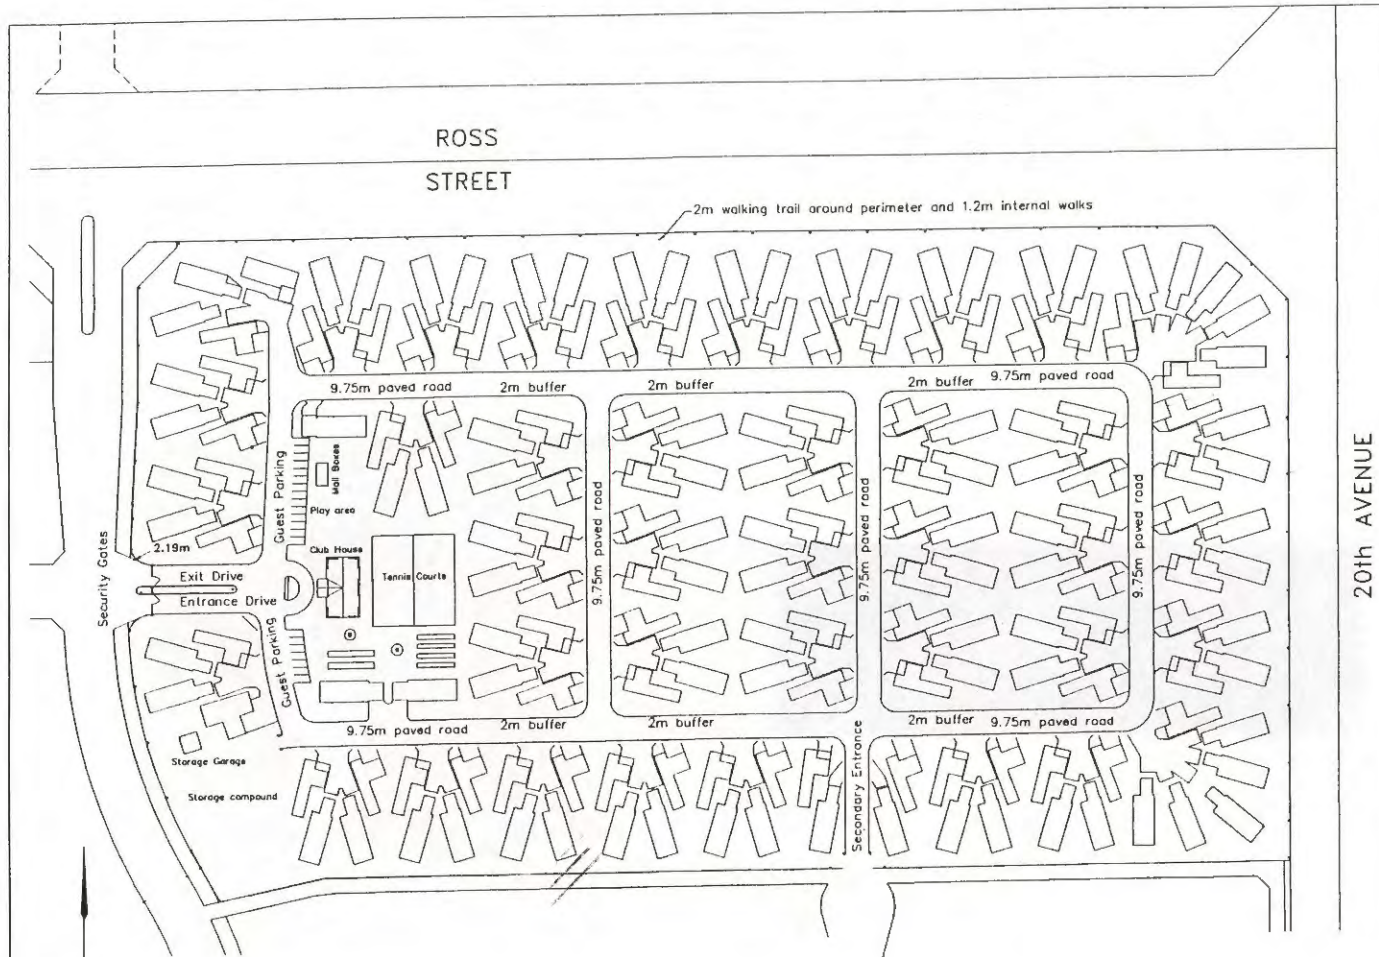 ROSS
STREET
2m walking trail around perimeter and 1.2m internal walks
9.75m paved road
2m buffer
2m buffer
2m buffer
9.75m paved road
Guest Parking
Mail Boxes
Play area
Club House
Tennis Courts
9.75m paved road
9.75m paved road
9.75m paved road
20th AVENUE
Security Gates
2.19m
Exit Drive
Entrance Drive
Guest Parking
9.75m paved road
2m buffer
2m buffer
2m buffer
9.75m paved road
Storage Garage
Storage compound
Secondary Entrance